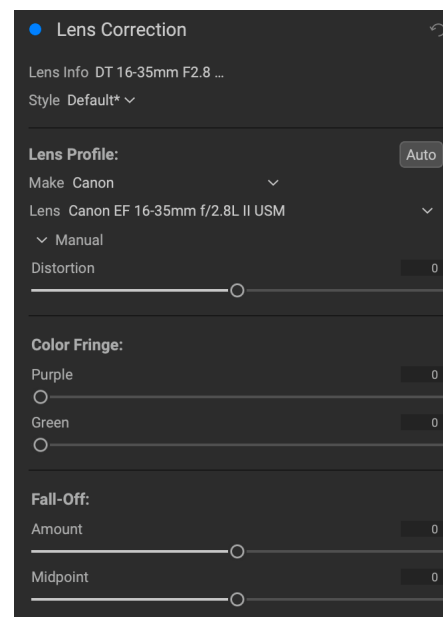 Lens Correction
Lens Info DT 16-35mm F2.8 ...
Style Default*
Lens Profile:
Auto
Make Canon
Lens Canon EF 16-35mm f/2.8L II USM
Manual
Distortion 0
Color Fringe:
Purple 0
Green 0
Fall-Off:
Amount 0
Midpoint 0